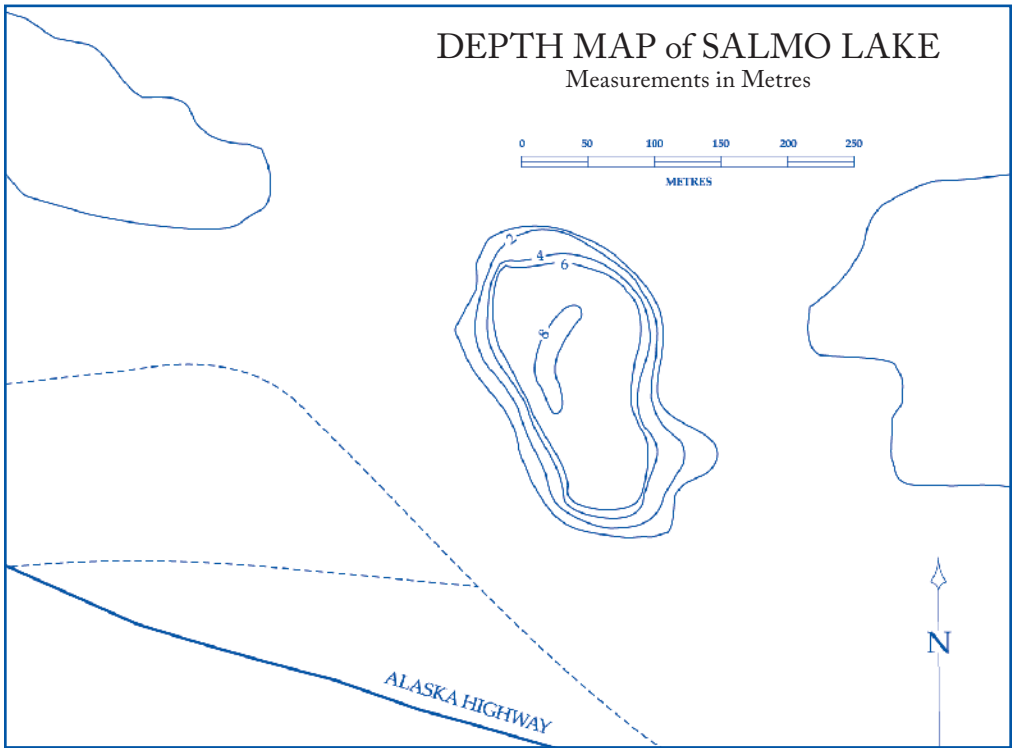 DEPTH MAP of SALMO LAKE
Measurements in Metres
0 50 100 150 200 250
METRES
2
4
6
8
N
ALASKA HIGHWAY